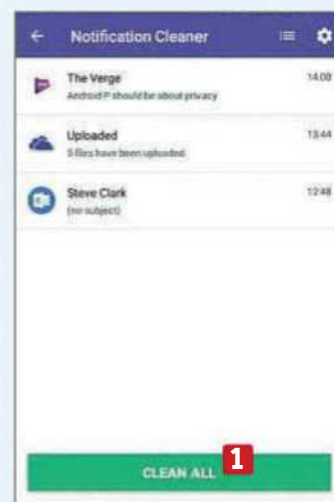 Notification Cleaner
The Verge 14:00
Android P should be about privacy
Uploaded 13:44
5 files have been uploaded.
Steve Clark 12:48
(no subject)
CLEAN ALL 1